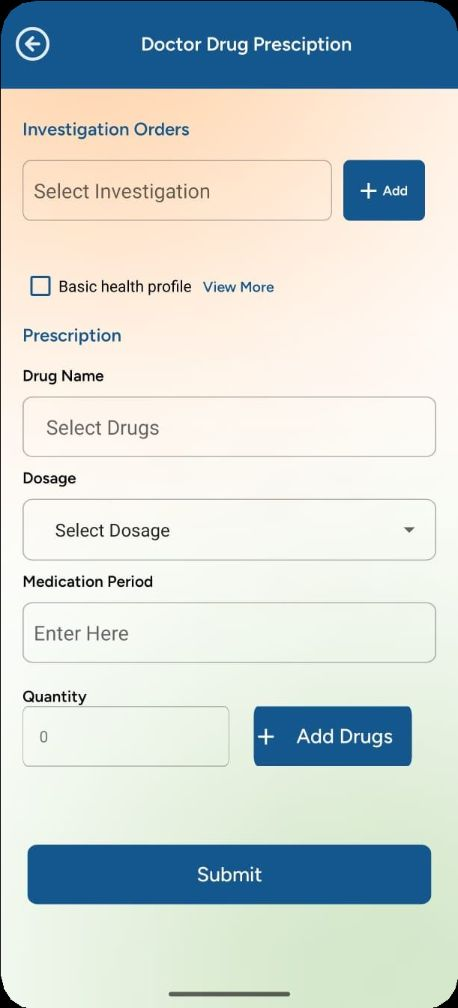 Doctor Drug Presciption
Investigation Orders
Select Investigation
+ Add
Basic health profile View More
Prescription
Drug Name
Select Drugs
Dosage
Select Dosage
Medication Period
Enter Here
Quantity
0
+ Add Drugs
Submit